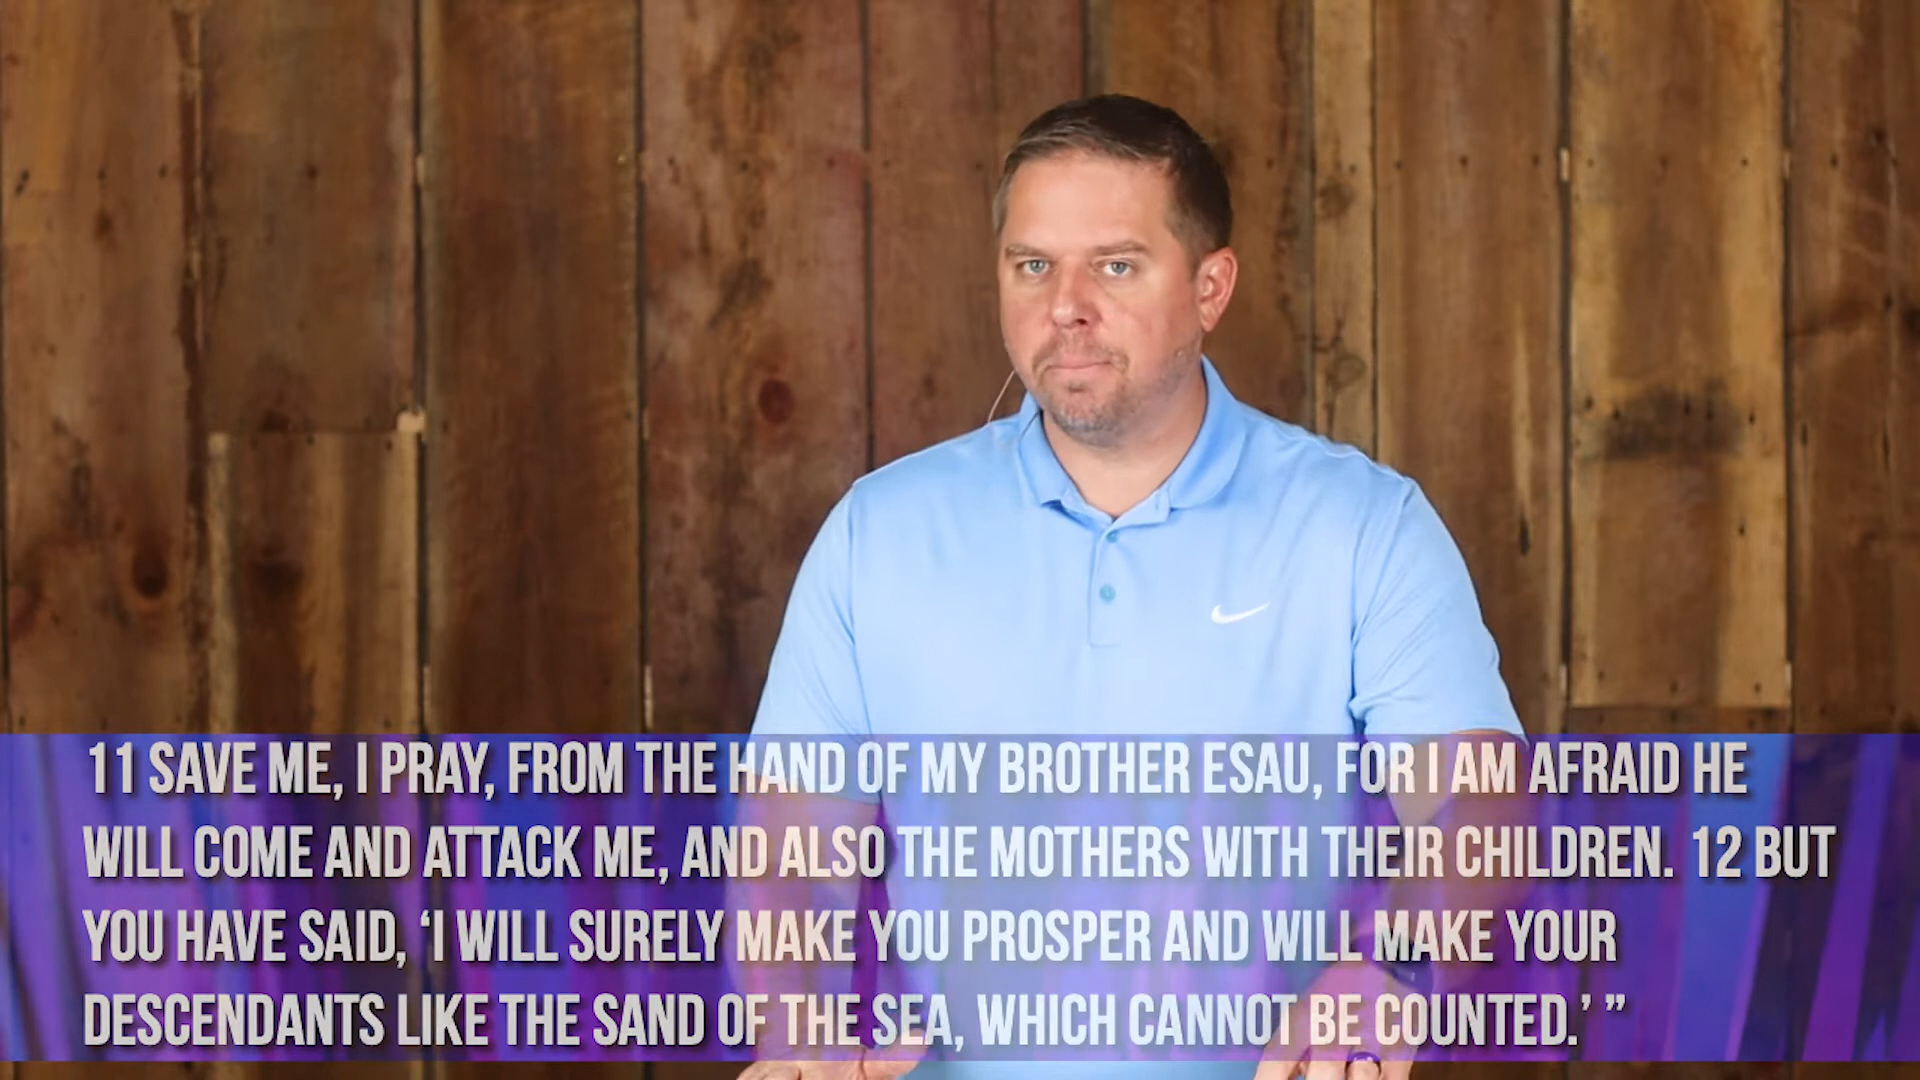 11 SAVE ME, I PRAY, FROM THE HAND OF MY BROTHER ESAU, FOR I AM AFRAID HE
WILL COME AND ATTACK ME, AND ALSO THE MOTHERS WITH THEIR CHILDREN. 12 BUT
YOU HAVE SAID, ‘I WILL SURELY MAKE YOU PROSPER AND WILL MAKE YOUR
DESCENDANTS LIKE THE SAND OF THE SEA, WHICH CANNOT BE COUNTED.’ ”